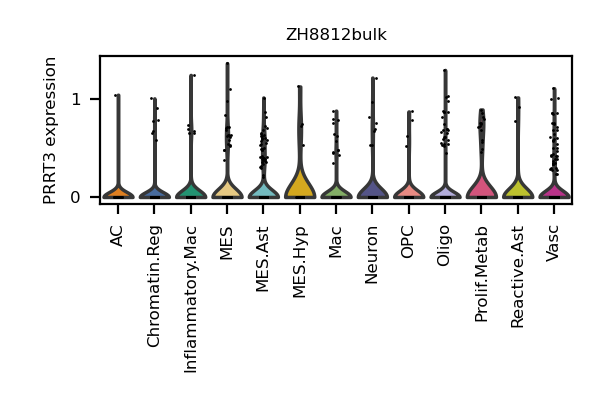 ZH8812bulk
PRRT3 expression
1
0
AC
Chromatin.Reg
Inflammatory.Mac
MES
MES.Ast
MES.Hyp
Mac
Neuron
OPC
Oligo
Prolif.Metab
Reactive.Ast
Vasc